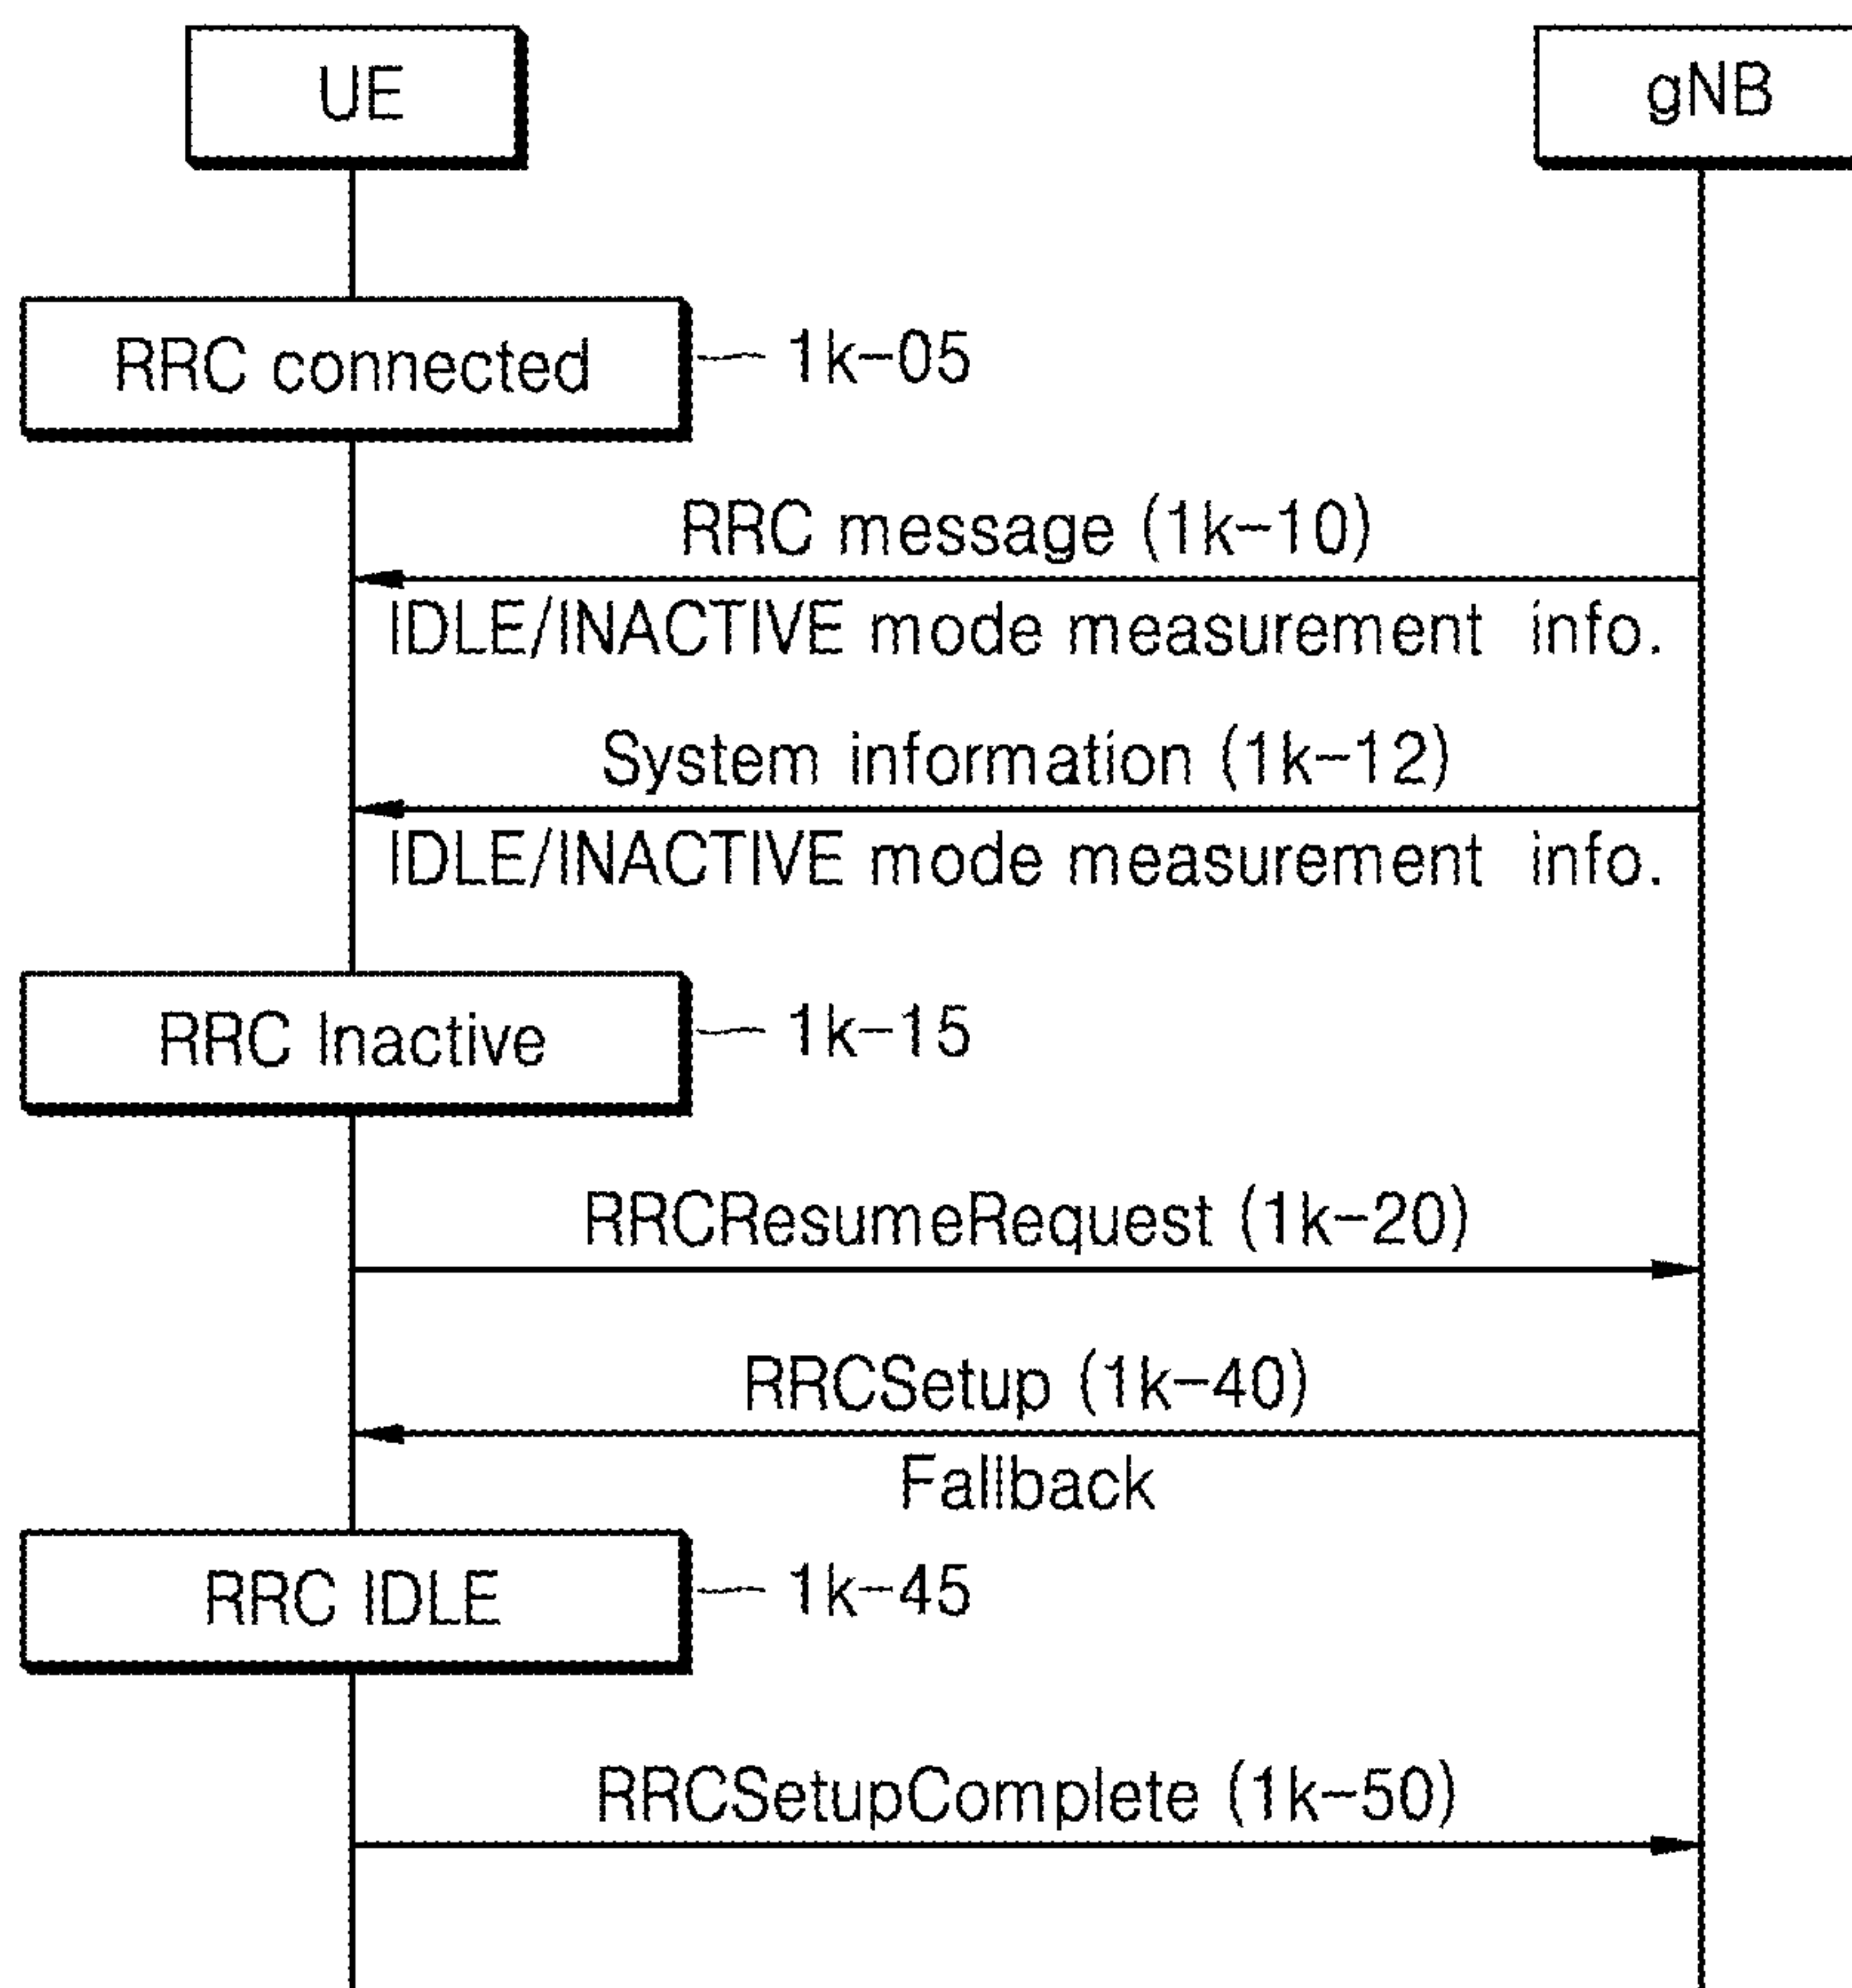 UE
gNB
RRC connected
1k-05
RRC message (1k-10)
IDLE/INACTIVE mode measurement info.
System information (1k-12)
IDLE/INACTIVE mode measurement info.
RRC Inactive
1k-15
RRCResumeRequest (1k-20)
RRCSetup (1k-40)
Fallback
RRC IDLE
1k-45
RRCSetupComplete (1k-50)